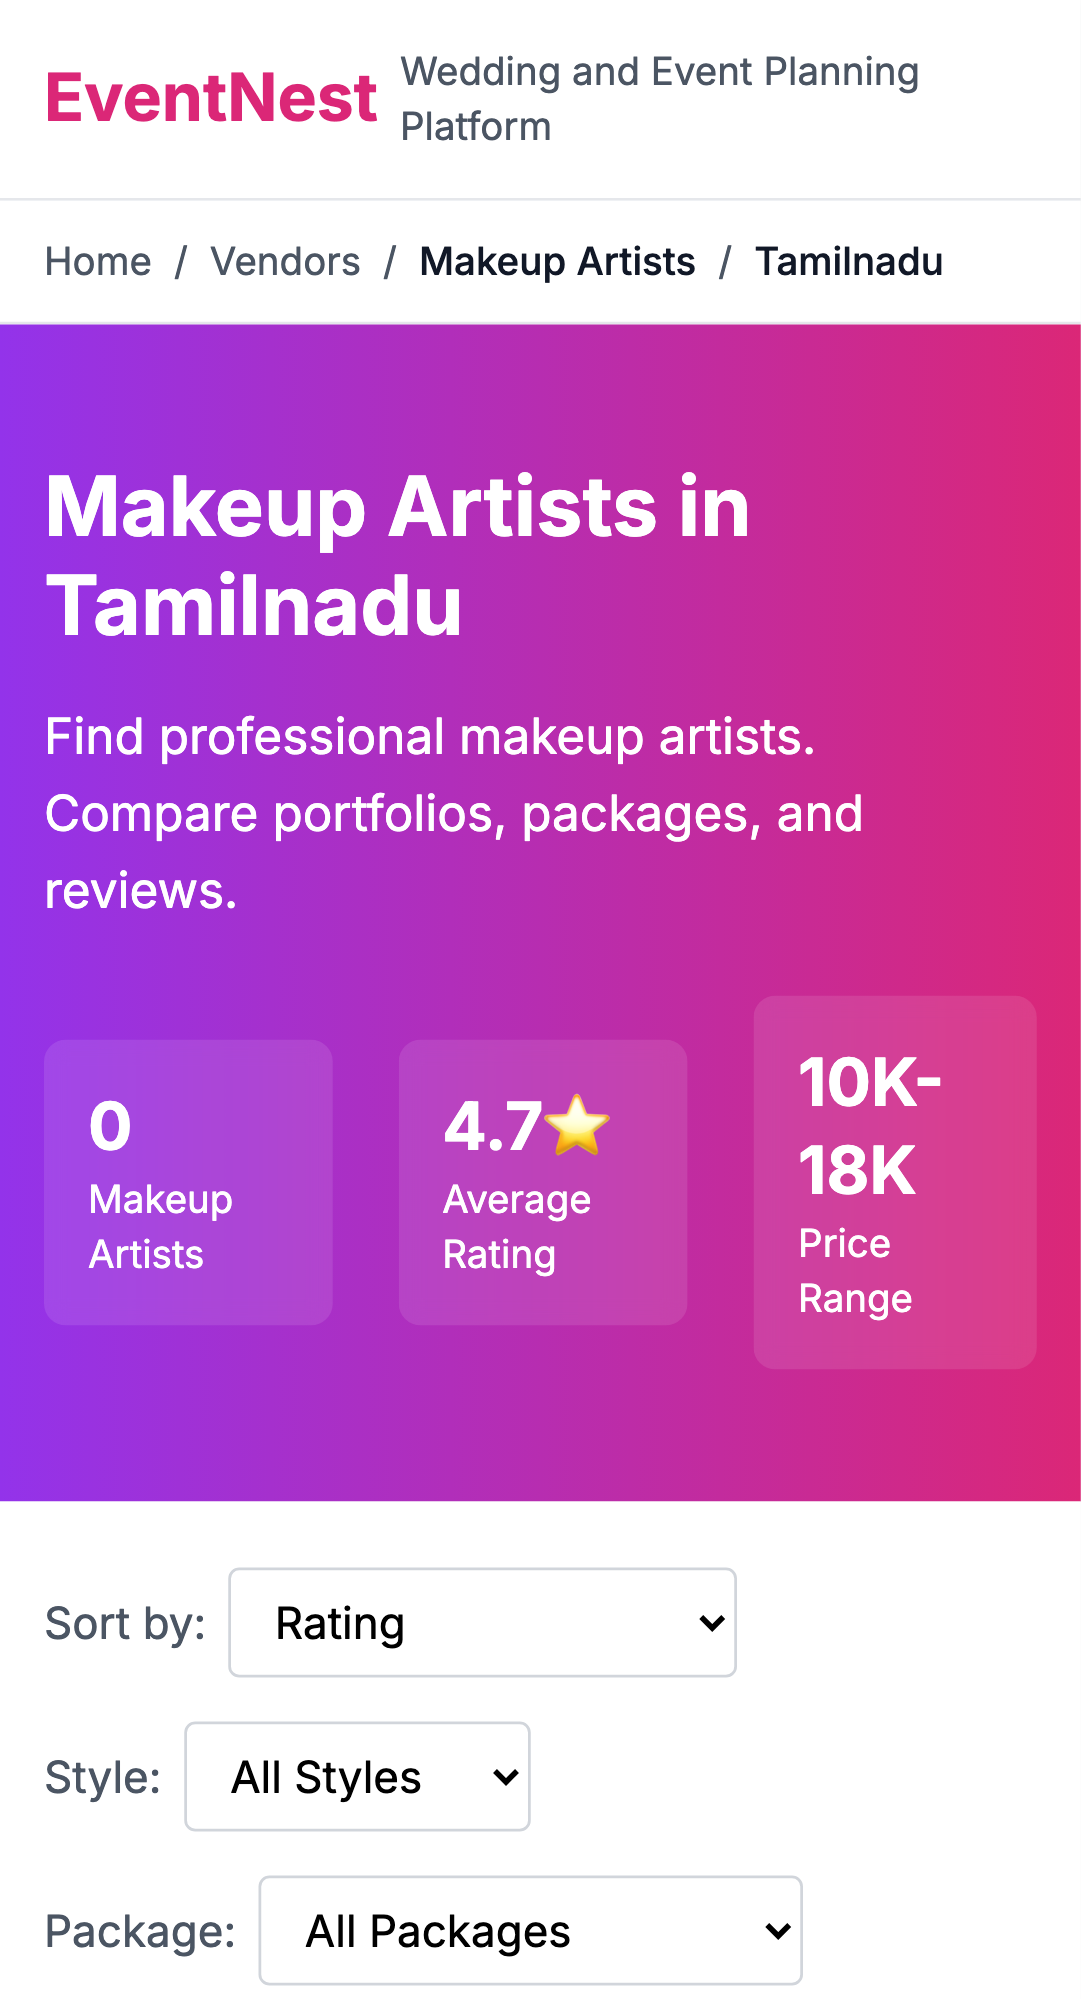 EventNest
Wedding and Event Planning
Platform
Home / Vendors / Makeup Artists / Tamilnadu
Makeup Artists in
Tamilnadu
Find professional makeup artists.
Compare portfolios, packages, and
reviews.
0
Makeup
Artists
4.7⭐
Average
Rating
10K-
18K
Price
Range
Sort by: Rating
Style: All Styles
Package: All Packages